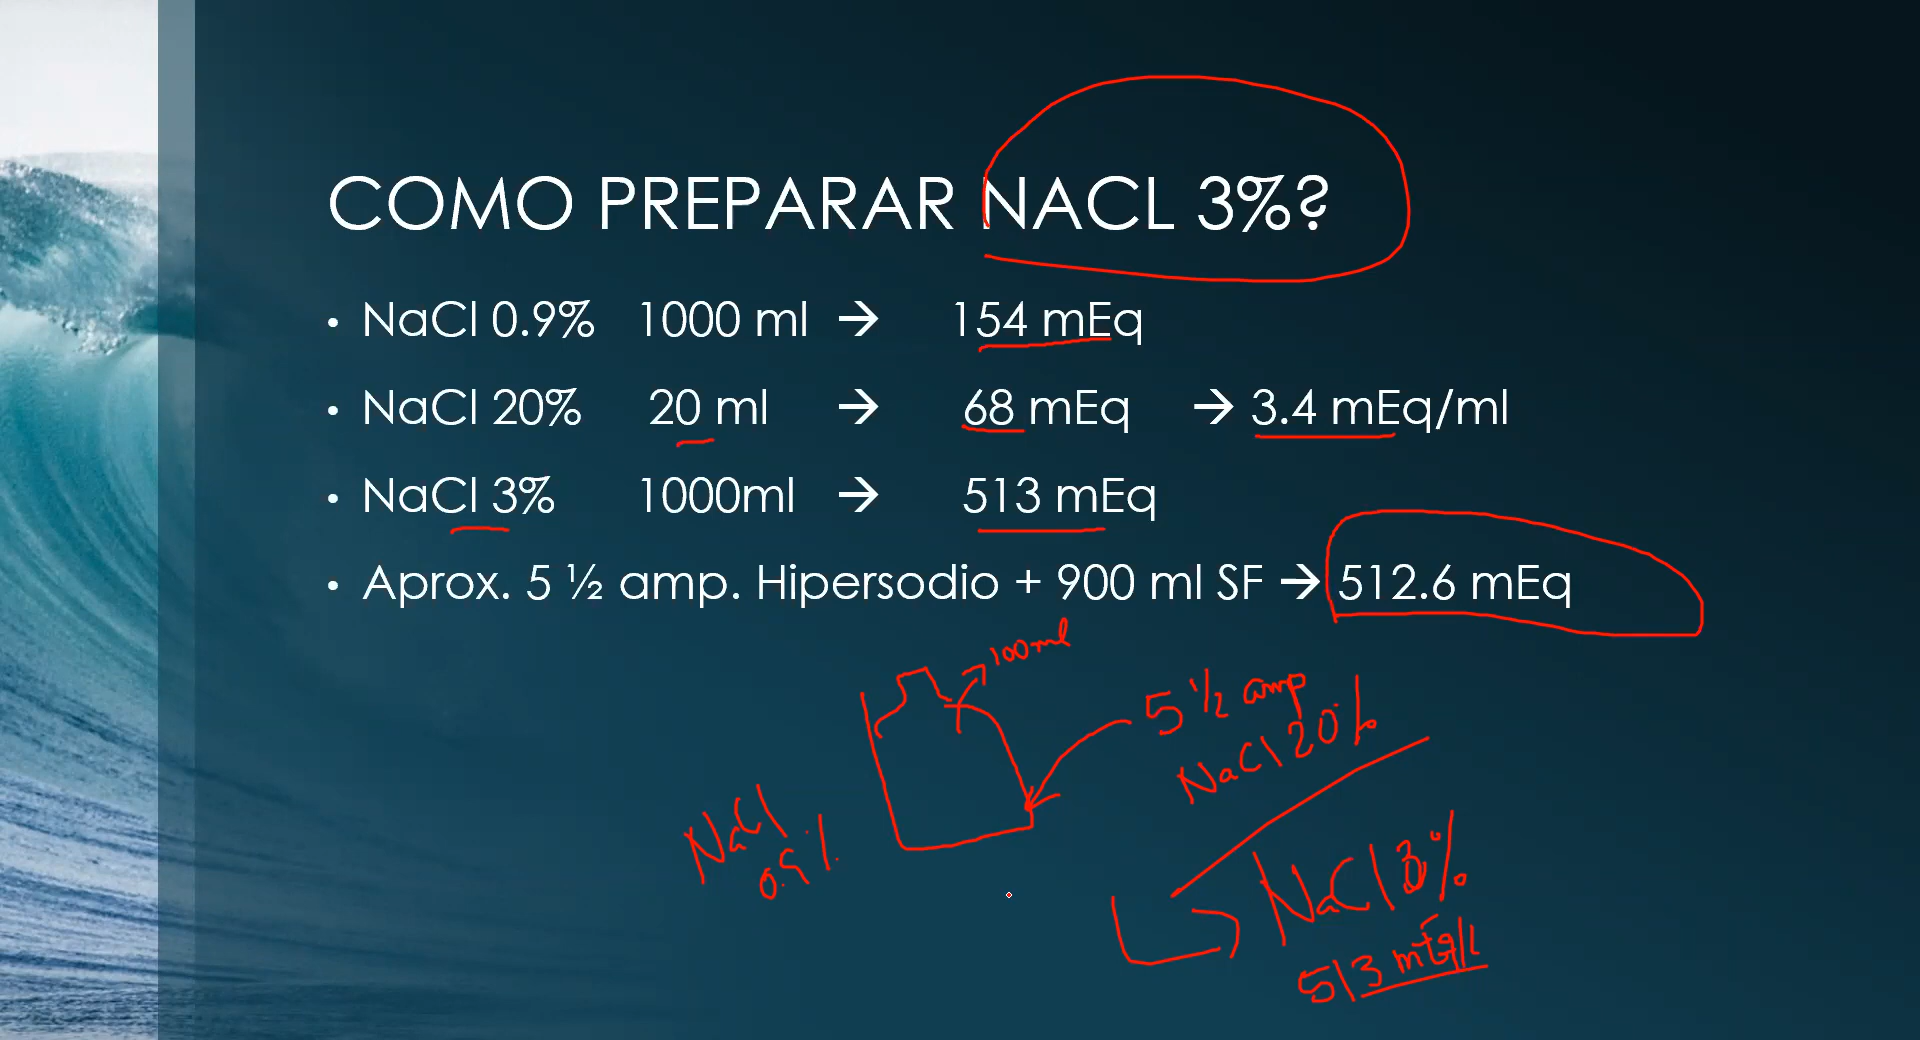 COMO PREPARAR NACL 3%?
• NaCl 0.9% 1000 ml → 154 mEq
• NaCl 20% 20 ml → 68 mEq → 3.4 mEq/ml
• NaCl 3% 1000ml → 513 mEq
• Aprox. 5 ½ amp. Hipersodio + 900 ml SF → 512.6 mEq
100ml
5 ½ amp
NaCl 20%
NaCl
0.9%
NaCl 3%
513 mEq/L